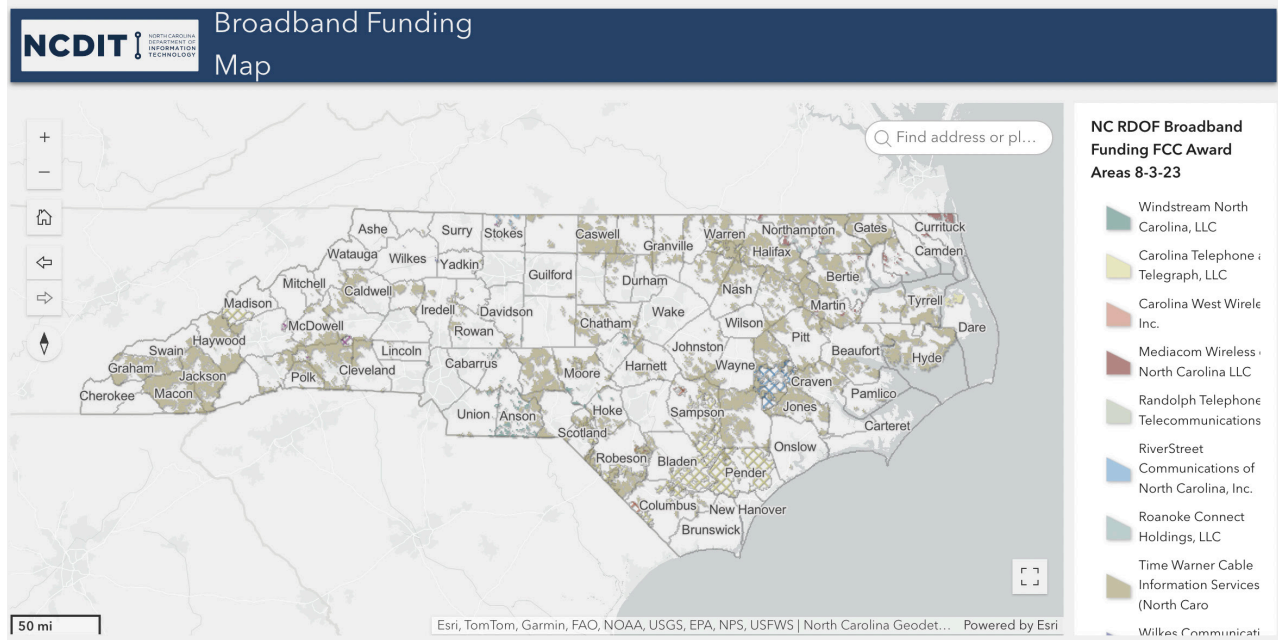 NCDIT
NORTH CAROLINA
DEPARTMENT OF
INFORMATION
TECHNOLOGY
Broadband Funding
Map
+
−
Find address or pl...
Ashe
Surry
Stokes
Caswell
Granville
Warren
Northampton
Gates
Currituck
Watauga
Wilkes
Yadkin
Halifax
Camden
Mitchell
Caldwell
Guilford
Durham
Nash
Bertie
Madison
Iredell
Davidson
Martin
Tyrrell
McDowell
Rowan
Chatham
Wake
Wilson
Dare
Haywood
Swain
Lincoln
Johnston
Pitt
Beaufort
Graham
Jackson
Polk
Cleveland
Cabarrus
Moore
Harnett
Wayne
Hyde
Cherokee
Macon
Craven
Pamlico
Union
Anson
Hoke
Sampson
Jones
Scotland
Carteret
Robeson
Bladen
Onslow
Pender
Columbus
New Hanover
Brunswick
50 mi
Esri, TomTom, Garmin, FAO, NOAA, USGS, EPA, NPS, USFWS | North Carolina Geodet... Powered by Esri
NC RDOF Broadband
Funding FCC Award
Areas 8-3-23
Windstream North
Carolina, LLC
Carolina Telephone
Telegraph, LLC
Carolina West Wirele
Inc.
Mediacom Wireless
North Carolina LLC
Randolph Telephone
Telecommunications
RiverStreet
Communications of
North Carolina, Inc.
Roanoke Connect
Holdings, LLC
Time Warner Cable
Information Services
(North Caro
Wilkes Communicati